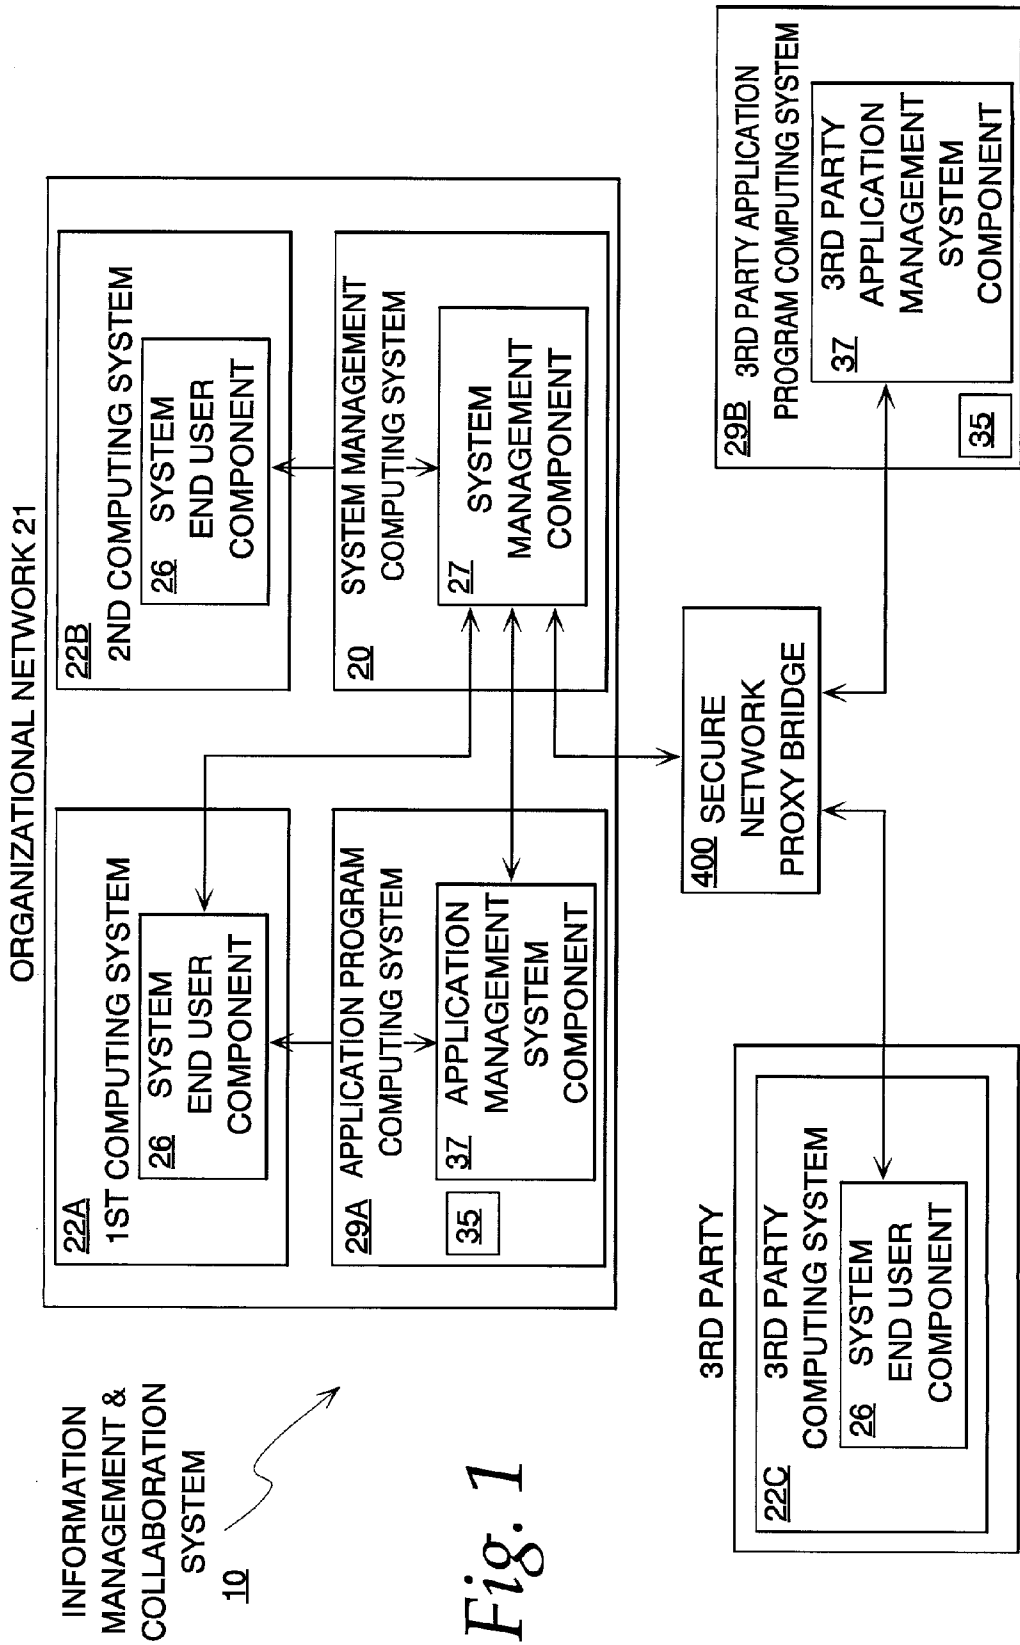 ORGANIZATIONAL NETWORK 21
INFORMATION
MANAGEMENT &
COLLABORATION
SYSTEM
10
22A
1ST COMPUTING SYSTEM
26 SYSTEM
END USER
COMPONENT
22B
2ND COMPUTING SYSTEM
26 SYSTEM
END USER
COMPONENT
29A APPLICATION PROGRAM
COMPUTING SYSTEM
35
37 APPLICATION
MANAGEMENT
SYSTEM
COMPONENT
20
SYSTEM MANAGEMENT
COMPUTING SYSTEM
27 SYSTEM
MANAGEMENT
COMPONENT
400 SECURE
NETWORK
PROXY BRIDGE
3RD PARTY
22C
3RD PARTY
COMPUTING SYSTEM
26 SYSTEM
END USER
COMPONENT
29B 3RD PARTY APPLICATION
PROGRAM COMPUTING SYSTEM
35
37 3RD PARTY
APPLICATION
MANAGEMENT
SYSTEM
COMPONENT
Fig. 1